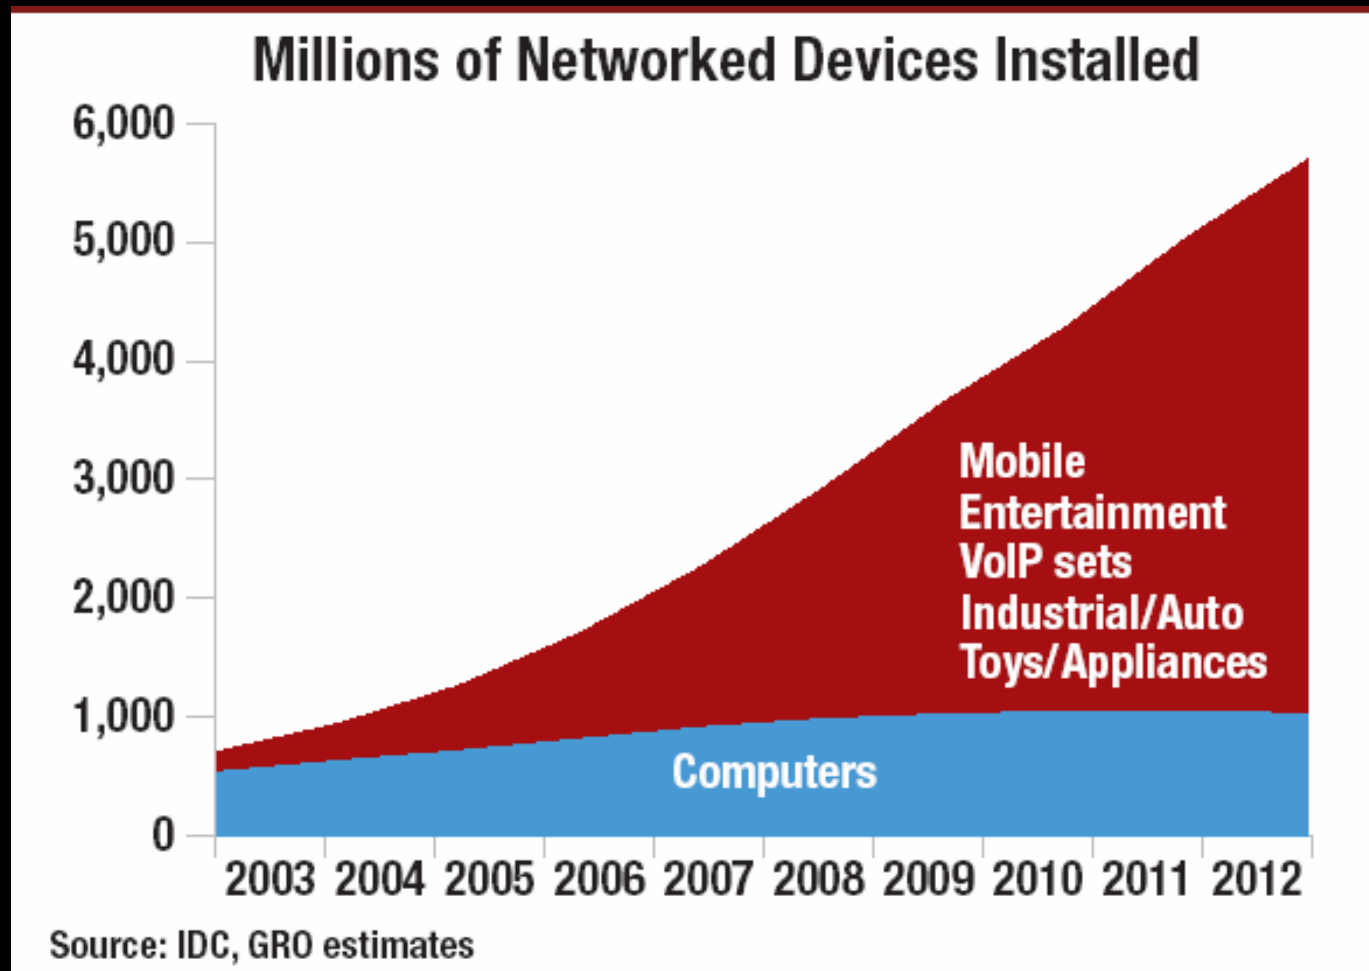 Millions of Networked Devices Installed
6,000
5,000
4,000
3,000
2,000
1,000
0
Mobile
Entertainment
VoIP sets
Industrial/Auto
Toys/Appliances
Computers
2003 2004 2005 2006 2007 2008 2009 2010 2011 2012
Source: IDC, GRO estimates